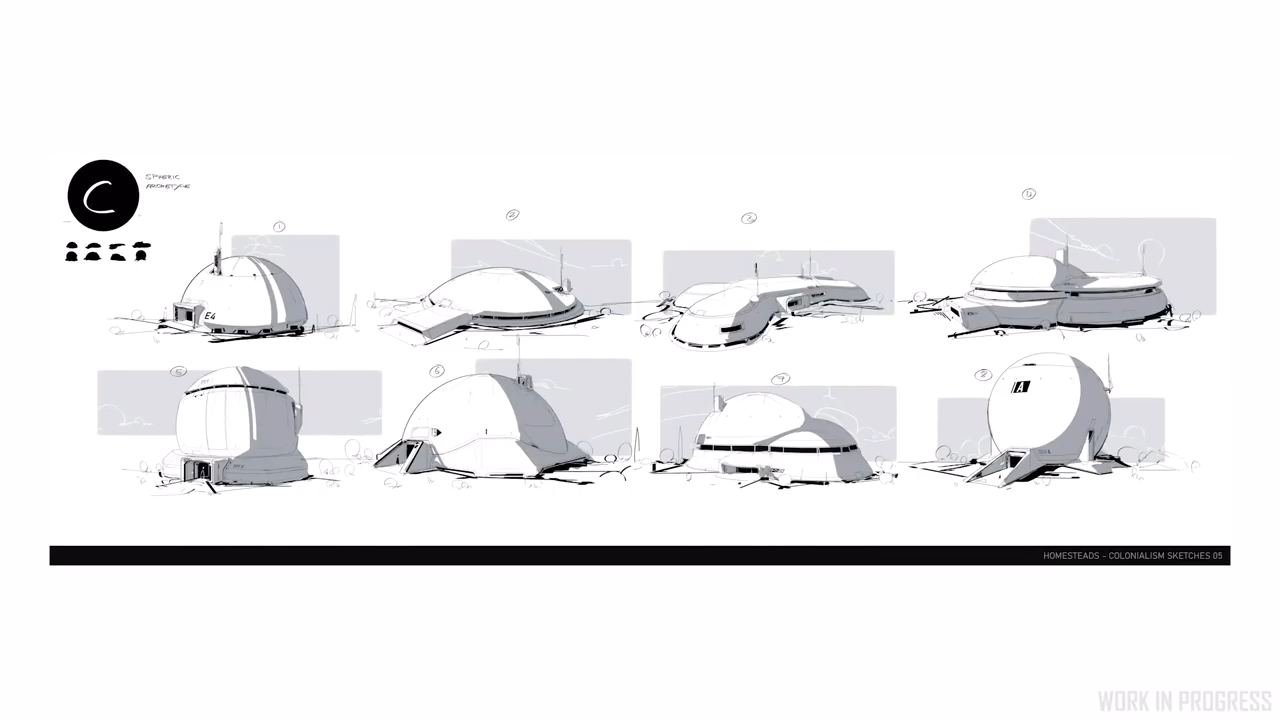 C
SPHERIC
ARCHETYPE
1
2
3
4
E4
5
6
7
8
A
A
HOMESTEADS - COLONIALISM SKETCHES 05
WORK IN PROGRESS